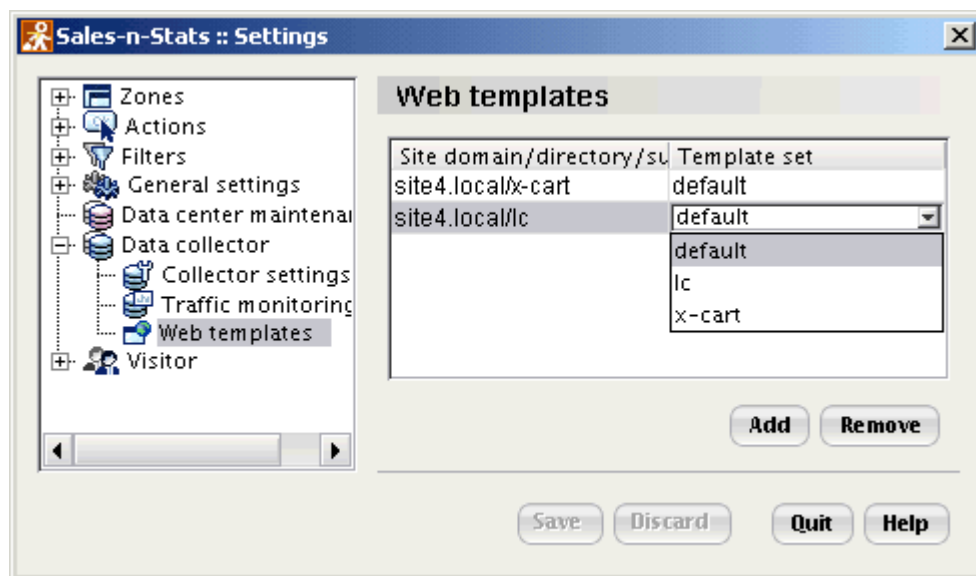 Sales-n-Stats :: Settings
Zones
Actions
Filters
General settings
Data center maintenai
Data collector
Collector settings
Traffic monitoring
Web templates
Visitor
Web templates
Site domain/directory/su Template set
site4.local/x-cart default
site4.local/lc default
default
lc
x-cart
Add Remove
Save Discard Quit Help